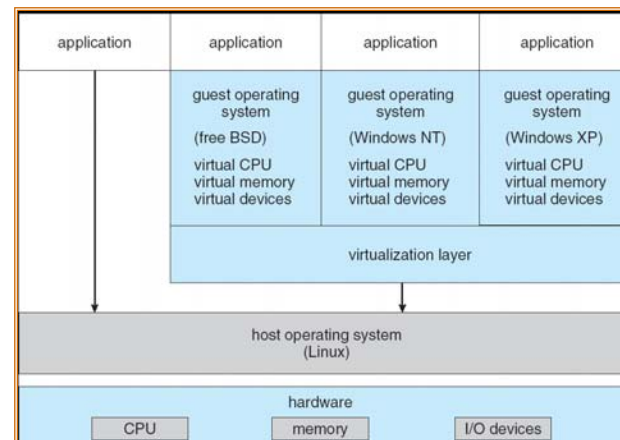 application
application
application
application
guest operating
system
(free BSD)
virtual CPU
virtual memory
virtual devices
guest operating
system
(Windows NT)
virtual CPU
virtual memory
virtual devices
guest operating
system
(Windows XP)
virtual CPU
virtual memory
virtual devices
virtualization layer
host operating system
(Linux)
hardware
CPU
memory
I/O devices